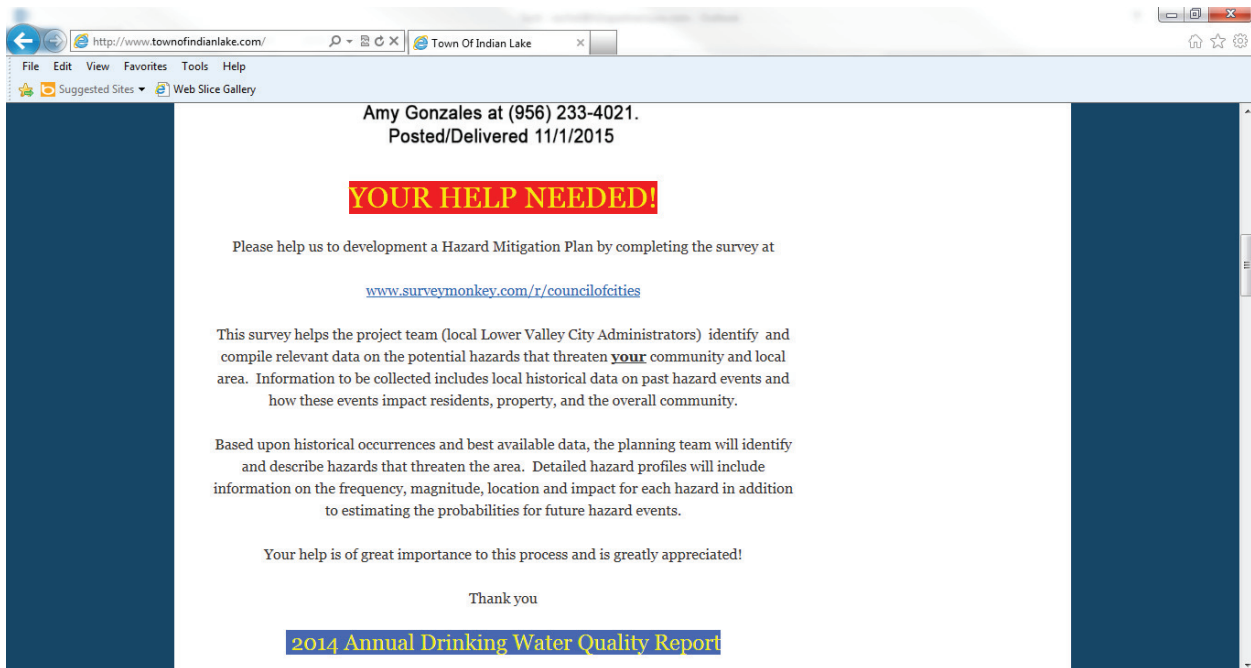 http://www.townofindianlake.com/
Town Of Indian Lake
File Edit View Favorites Tools Help
Suggested Sites Web Slice Gallery
Amy Gonzales at (956) 233-4021.
Posted/Delivered 11/1/2015
YOUR HELP NEEDED!
Please help us to development a Hazard Mitigation Plan by completing the survey at
www.surveymonkey.com/r/councilofcities
This survey helps the project team (local Lower Valley City Administrators) identify and
compile relevant data on the potential hazards that threaten your community and local
area. Information to be collected includes local historical data on past hazard events and
how these events impact residents, property, and the overall community.
Based upon historical occurrences and best available data, the planning team will identify
and describe hazards that threaten the area. Detailed hazard profiles will include
information on the frequency, magnitude, location and impact for each hazard in addition
to estimating the probabilities for future hazard events.
Your help is of great importance to this process and is greatly appreciated!
Thank you
2014 Annual Drinking Water Quality Report